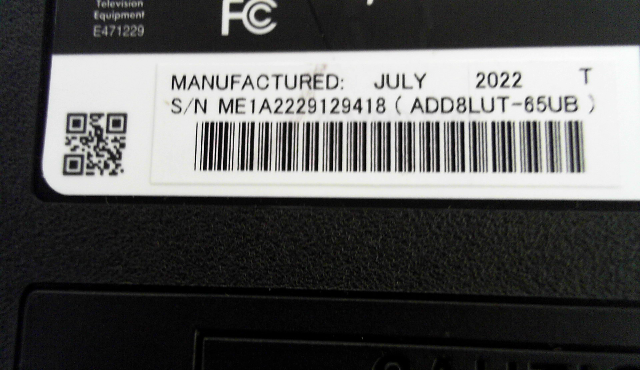 Television
Equipment
E471229
FC
MANUFACTURED: JULY 2022 T
S/N ME1A2229129418 ( ADD8LUT-65UB )